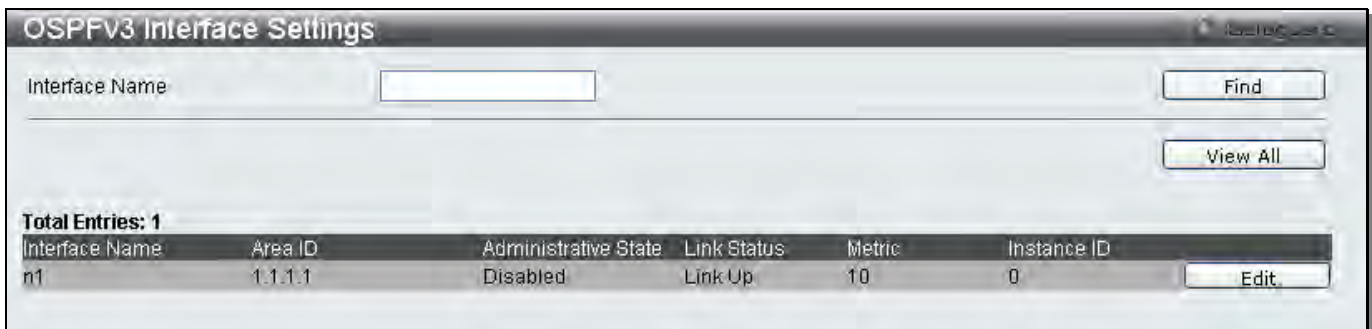 OSPFv3 Interface Settings
Interface Name
Find
View All
Total Entries: 1
Interface Name Area ID Administrative State Link Status Metric Instance ID
n1 1.1.1.1 Disabled Link Up 10 0 Edit